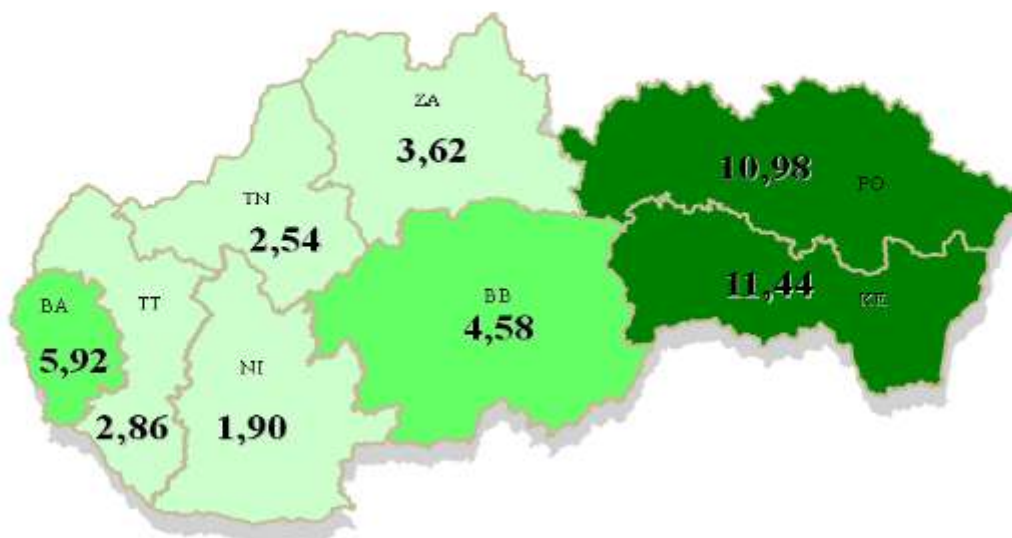 ZA
3,62
10,98
PO
TN
2,54
BA
5,92
TT
2,86
NI
1,90
BB
4,58
11,44
KE